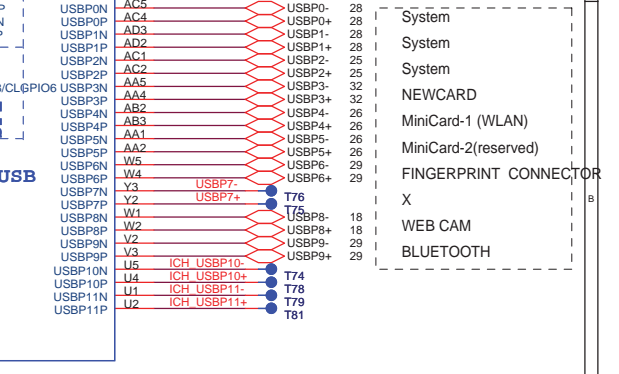 USBP0N AC5 USBP0- 28
USBP0P AC4 USBP0+ 28 System
USBP1N AD3 USBP1- 28
USBP1P AD2 USBP1+ 28 System
USBP2N AC1 USBP2- 25
USBP2P AC2 USBP2+ 25 System
/CLGPIO6 USBP3N AA5 USBP3- 32
USBP3P AA4 USBP3+ 32 NEWCARD
USBP4N AB2 USBP4- 26
USBP4P AB3 USBP4+ 26 MiniCard-1 (WLAN)
USBP5N AA1 USBP5- 26
USBP5P AA2 USBP5+ 26 MiniCard-2(reserved)
USBP6N W5 USBP6- 29
USB USBP6P W4 USBP6+ 29 FINGERPRINT CONNECTOR
USBP7N Y3 USBP7- T76
USBP7P Y2 USBP7+ T75 X B
USBP8N W1 USBP8- 18
USBP8P W2 USBP8+ 18 WEB CAM
USBP9N V2 USBP9- 29
USBP9P V3 USBP9+ 29 BLUETOOTH
USBP10N U5 ICH_USBP10- T74
USBP10P U4 ICH_USBP10+ T78
USBP11N U1 ICH_USBP11- T79
USBP11P U2 ICH_USBP11+ T81